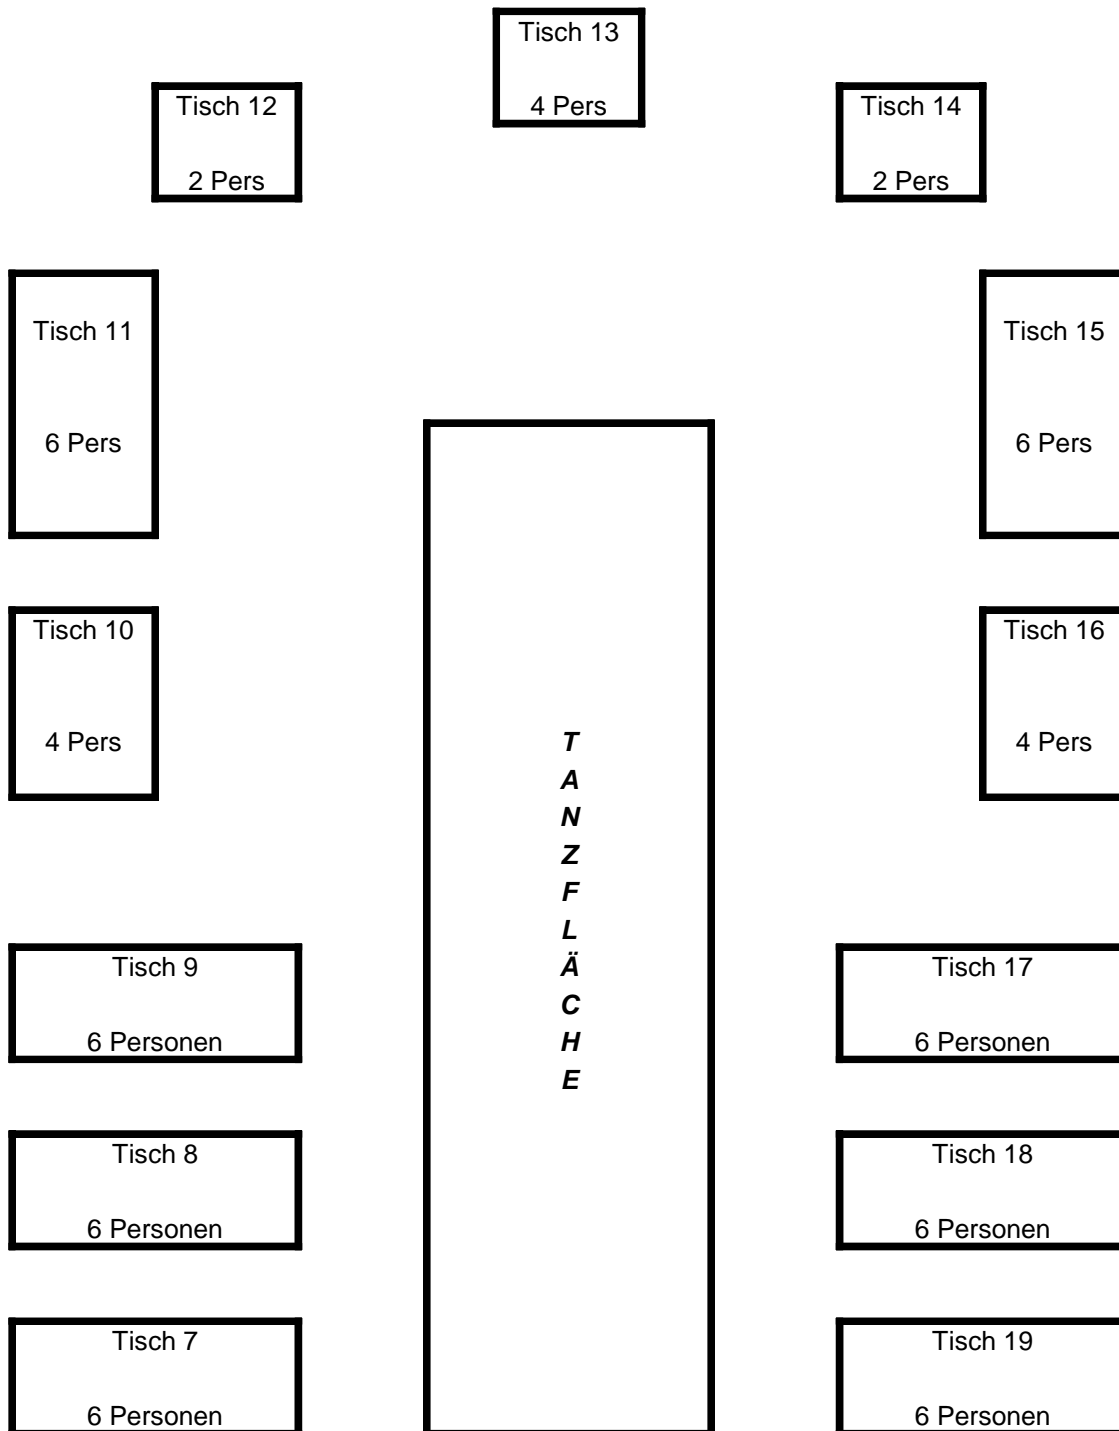 Tisch 13
4 Pers
Tisch 12
2 Pers
Tisch 14
2 Pers
Tisch 11
6 Pers
Tisch 15
6 Pers
Tisch 10
4 Pers
Tisch 16
4 Pers
T
A
N
Z
F
L
Ä
C
H
E
Tisch 9
6 Personen
Tisch 17
6 Personen
Tisch 8
6 Personen
Tisch 18
6 Personen
Tisch 7
6 Personen
Tisch 19
6 Personen